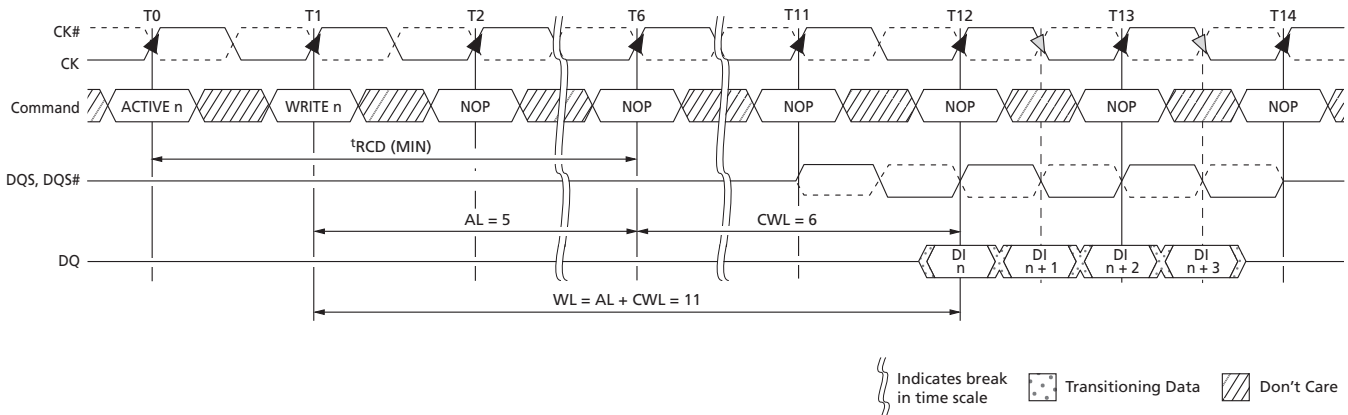 T0 T1 T2 T6 T11 T12 T13 T14
CK#
CK
Command ACTIVE n WRITE n NOP NOP NOP NOP NOP NOP
tRCD (MIN)
DQS, DQS#
AL = 5 CWL = 6
DQ DI n DI n + 1 DI n + 2 DI n + 3
WL = AL + CWL = 11
Indicates break in time scale
Transitioning Data
Don't Care